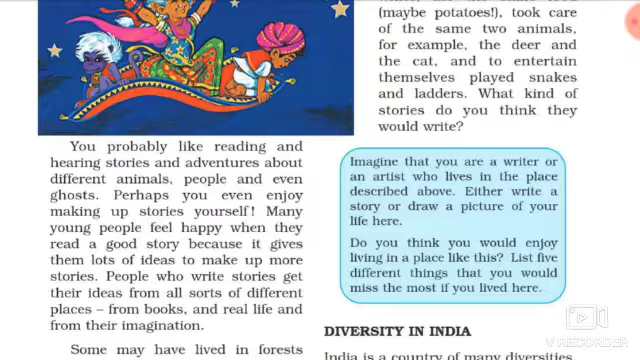 You probably like reading and
hearing stories and adventures about
different animals, people and even
ghosts. Perhaps you even enjoy
making up stories yourself! Many
young people feel happy when they
read a good story because it gives
them lots of ideas to make up more
stories. People who write stories get
their ideas from all sorts of different
places – from books, and real life and
from their imagination.
Some may have lived in forests
(maybe potatoes!), took care
of the same two animals,
for example, the deer and
the cat, and to entertain
themselves played snakes
and ladders. What kind of
stories do you think they
would write?
Imagine that you are a writer or
an artist who lives in the place
described above. Either write a
story or draw a picture of your
life here.
Do you think you would enjoy
living in a place like this? List five
different things that you would
miss the most if you lived here.
DIVERSITY IN INDIA
India is a country of many diversities.
V RECORDER